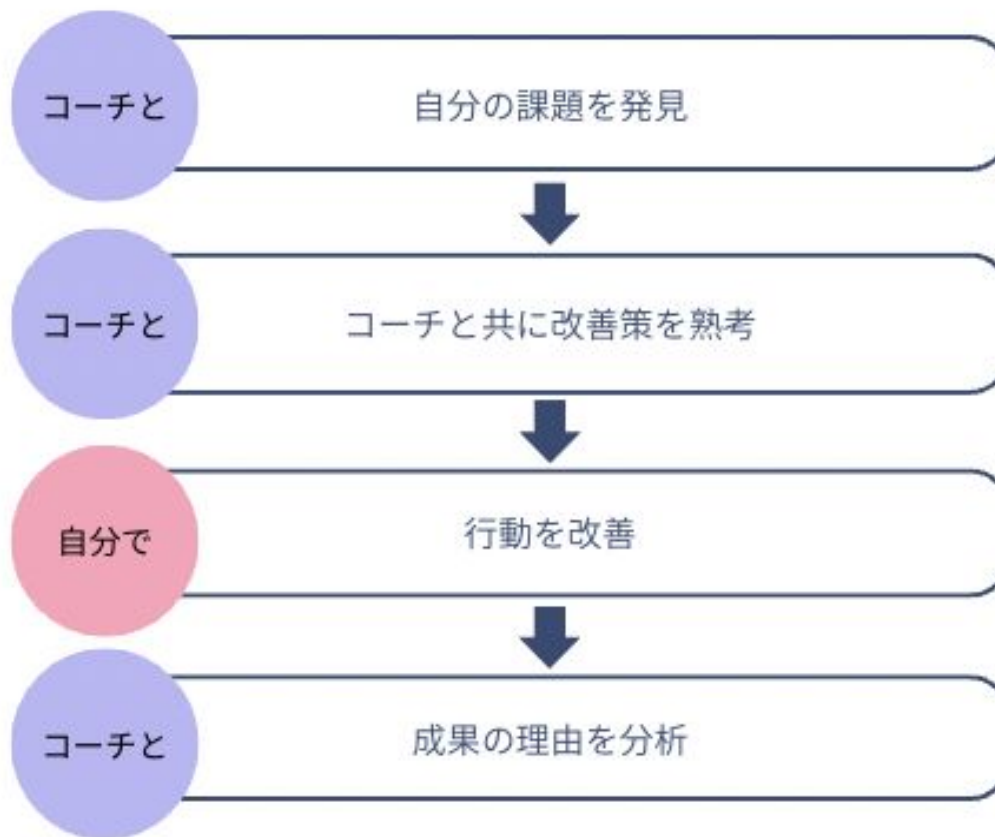 コーチと
自分の課題を発見
コーチと
コーチと共に改善策を熟考
自分で
行動を改善
コーチと
成果の理由を分析